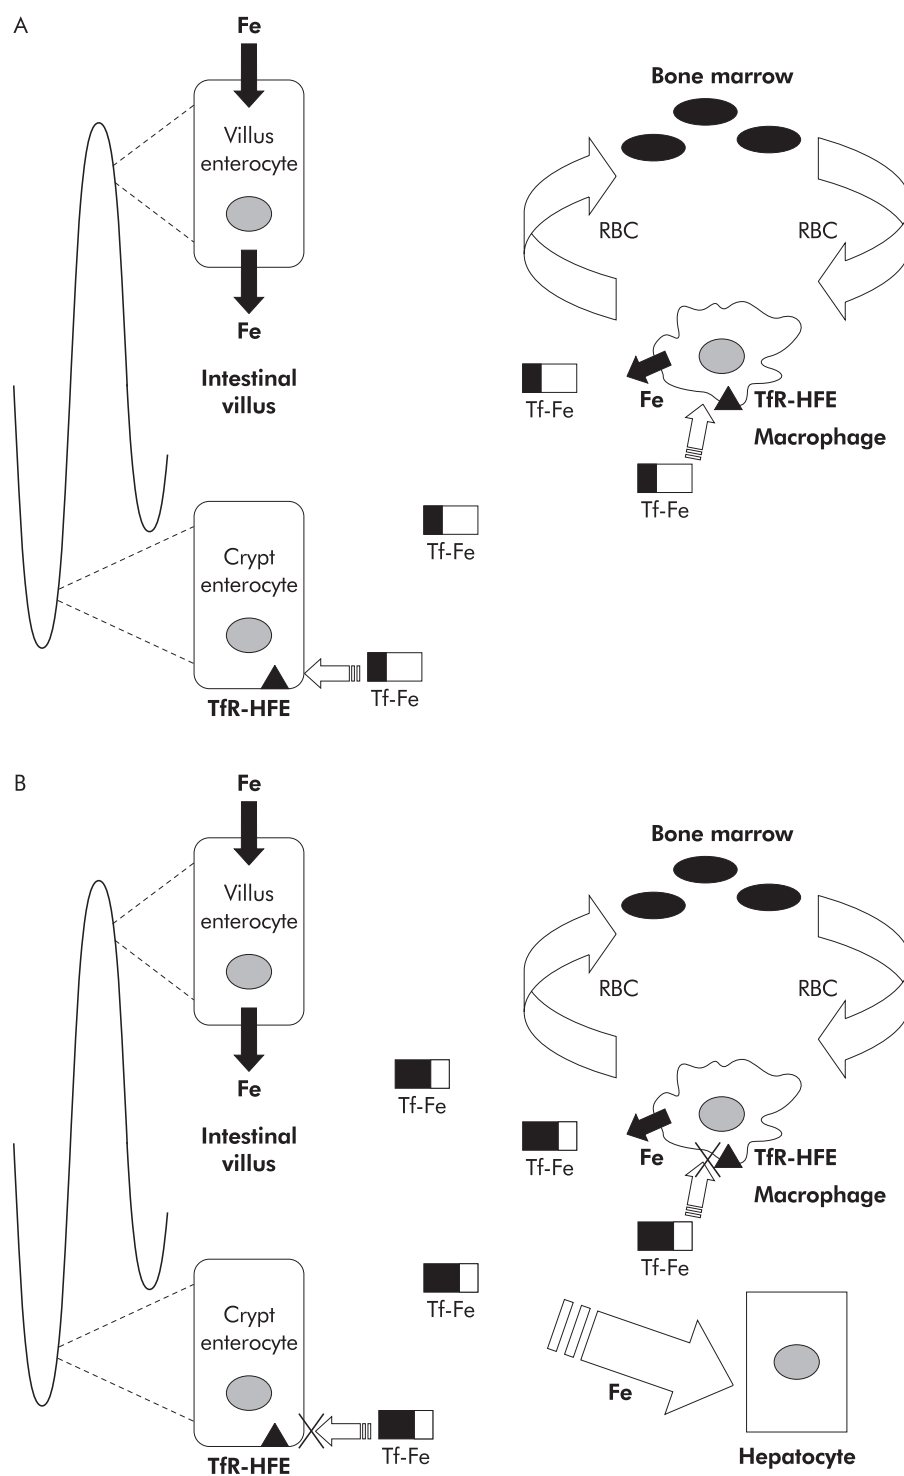 A
Fe
Villus
enterocyte
Fe
Intestinal
villus
Crypt
enterocyte
TfR-HFE
Tf-Fe
Tf-Fe
Bone marrow
RBC
RBC
Tf-Fe
Fe
TfR-HFE
Macrophage
Tf-Fe
B
Fe
Villus
enterocyte
Fe
Intestinal
villus
Crypt
enterocyte
TfR-HFE
Tf-Fe
Tf-Fe
Tf-Fe
Bone marrow
RBC
RBC
Tf-Fe
Fe
TfR-HFE
Macrophage
Tf-Fe
Fe
Hepatocyte